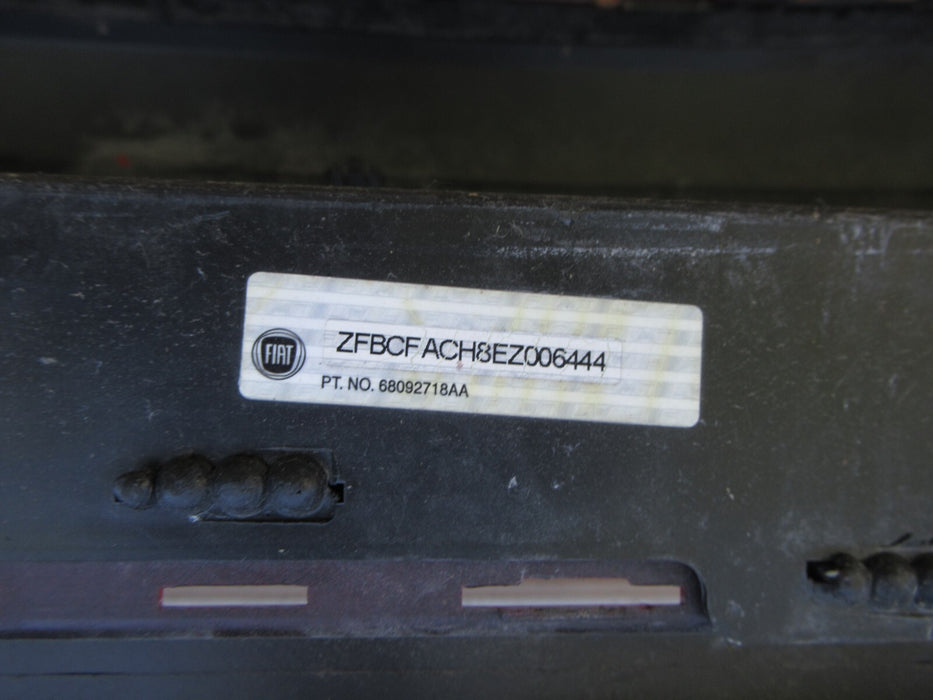 ZFBCFACH8EZ006444
FIAT
PT. NO. 68092718AA